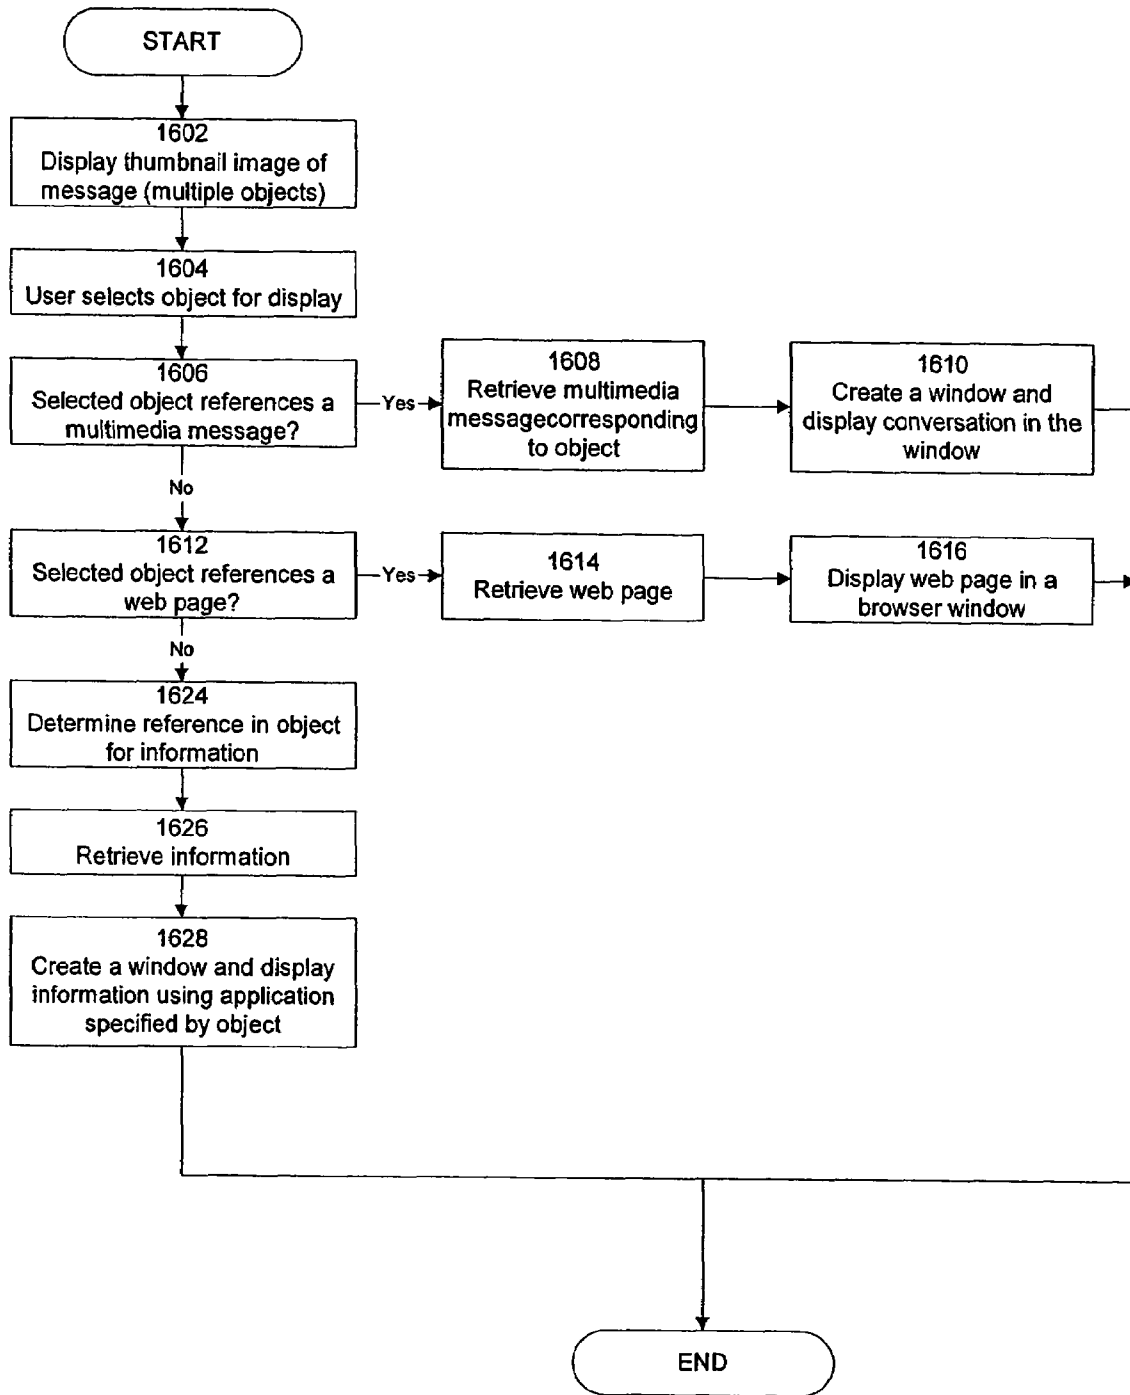 START
1602
Display thumbnail image of
message (multiple objects)
1604
User selects object for display
1606
Selected object references a
multimedia message?
Yes
1608
Retrieve multimedia
messagecorresponding
to object
1610
Create a window and
display conversation in the
window
No
1612
Selected object references a
web page?
Yes
1614
Retrieve web page
1616
Display web page in a
browser window
No
1624
Determine reference in object
for information
1626
Retrieve information
1628
Create a window and display
information using application
specified by object
END